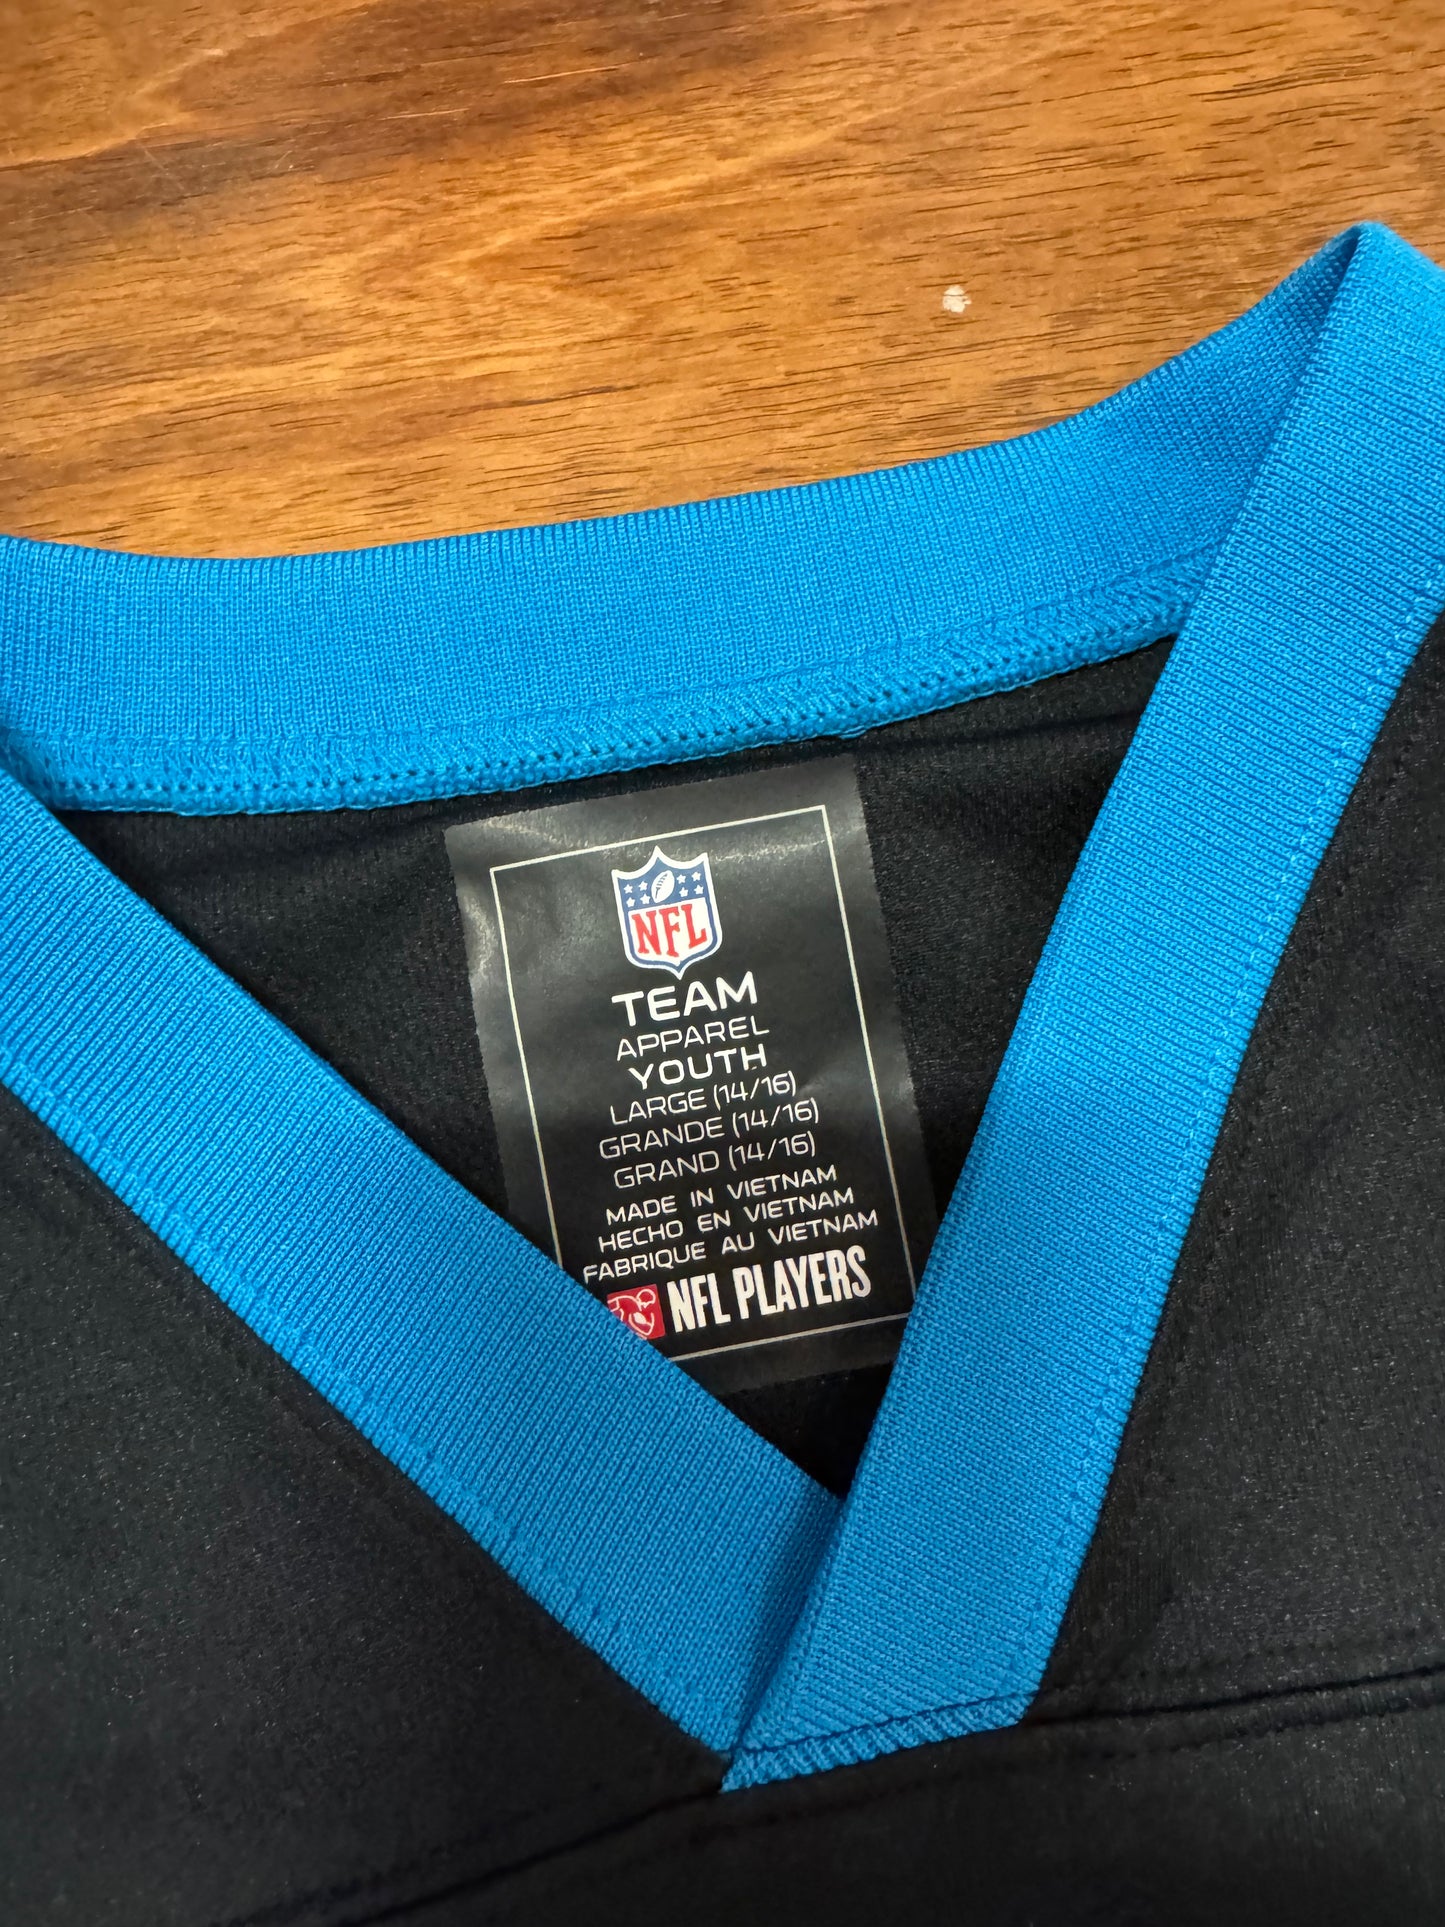 NFL
TEAM
APPAREL
YOUTH
LARGE (14/16)
GRANDE (14/16)
GRAND (14/16)
MADE IN VIETNAM
HECHO EN VIETNAM
FABRIQUE AU VIETNAM
NFL PLAYERS